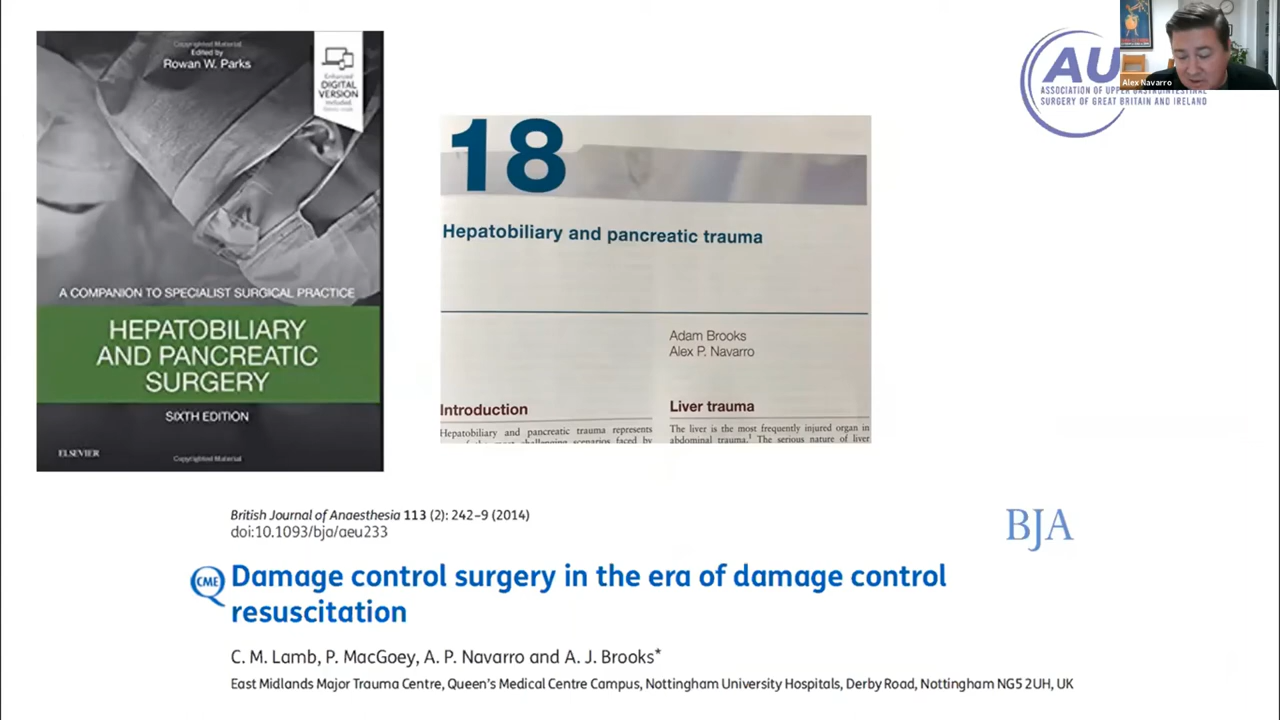 Copyrighted Material
Edited by
Rowan W. Parks
Enhanced
DIGITAL
VERSION
Included
A COMPANION TO SPECIALIST SURGICAL PRACTICE
HEPATOBILIARY
AND PANCREATIC
SURGERY
SIXTH EDITION
ELSEVIER
Copyrighted Material
18
Hepatobiliary and pancreatic trauma
Adam Brooks
Alex P. Navarro
Introduction
Hepatobiliary and pancreatic trauma represents
Liver trauma
The liver is the most frequently injured organ in
abdominal trauma.¹ The serious nature of liver
AU
ASSOCIATION OF UPPER GASTROINTESTINAL
SURGERY OF GREAT BRITAIN AND IRELAND
Alex Navarro
British Journal of Anaesthesia 113 (2): 242–9 (2014)
doi:10.1093/bja/aeu233
BJA
CME
Damage control surgery in the era of damage control
resuscitation
C. M. Lamb, P. MacGoey, A. P. Navarro and A. J. Brooks*
East Midlands Major Trauma Centre, Queen's Medical Centre Campus, Nottingham University Hospitals, Derby Road, Nottingham NG5 2UH, UK